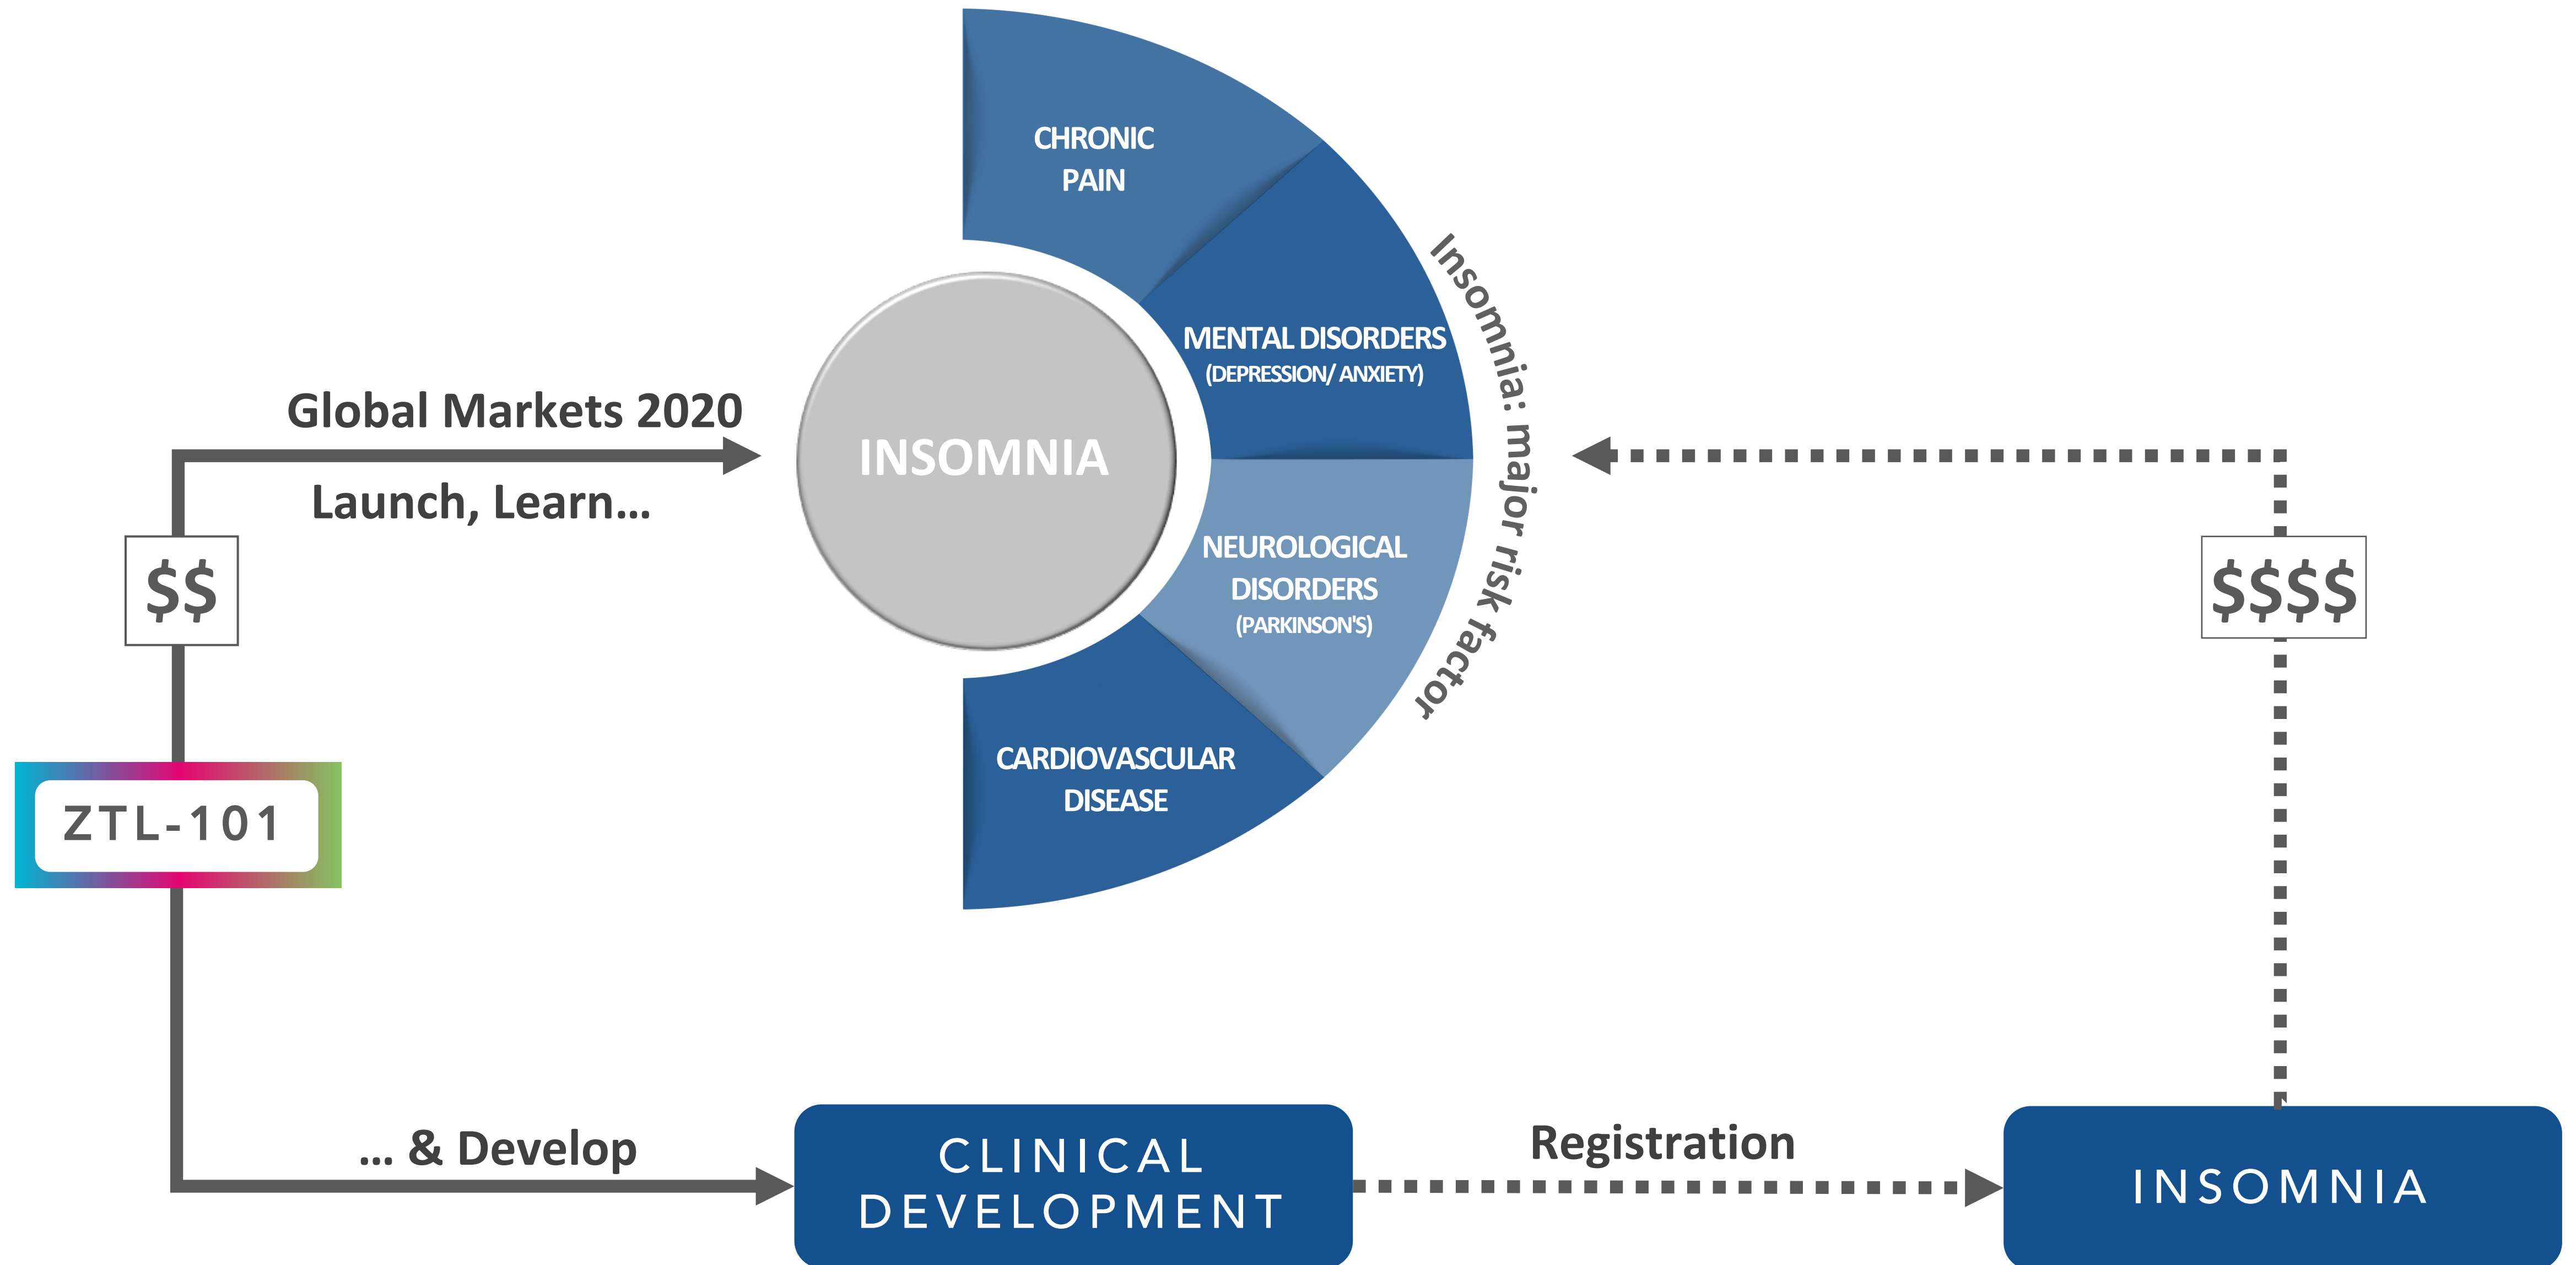 CHRONIC
PAIN
MENTAL DISORDERS
(DEPRESSION/ ANXIETY)
Insomnia: major risk factor
Global Markets 2020
Launch, Learn...
INSOMNIA
$$
NEUROLOGICAL
DISORDERS
(PARKINSON'S)
$$$$
CARDIOVASCULAR
DISEASE
ZTL-101
... & Develop
CLINICAL
DEVELOPMENT
Registration
INSOMNIA